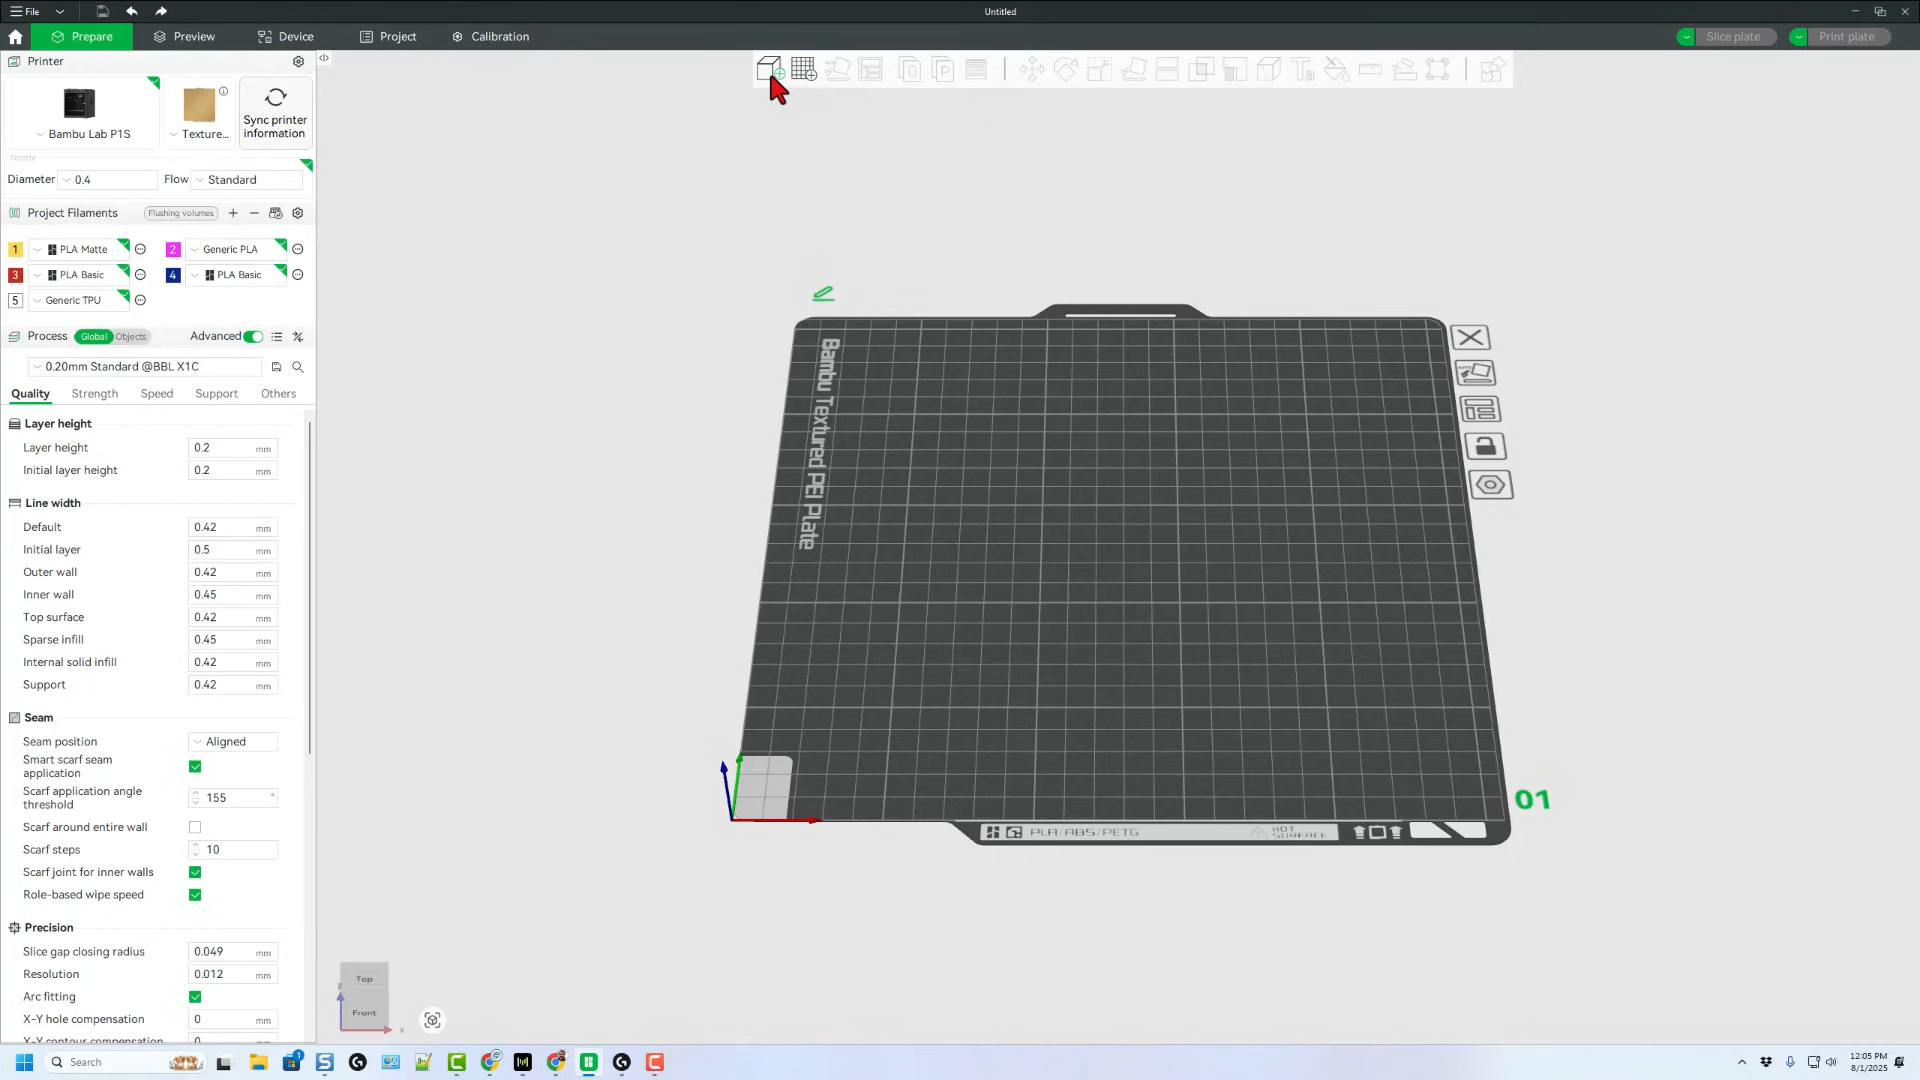 File
Untitled
Prepare
Preview
Device
Project
Calibration
Slice plate
Print plate
Printer
Bambu Lab P1S
Texture...
Sync printer
information
Nozzle
Diameter
0.4
Flow
Standard
Project Filaments
Flushing volumes
1
PLA Matte
2
Generic PLA
3
PLA Basic
4
PLA Basic
5
Generic TPU
Process
Global
Objects
Advanced
0.20mm Standard @BBL X1C
Quality
Strength
Speed
Support
Others
Layer height
Layer height
0.2
mm
Initial layer height
0.2
mm
Line width
Default
0.42
mm
Initial layer
0.5
mm
Outer wall
0.42
mm
Inner wall
0.45
mm
Top surface
0.42
mm
Sparse infill
0.45
mm
Internal solid infill
0.42
mm
Support
0.42
mm
Seam
Seam position
Aligned
Smart scarf seam
application
Scarf application angle
threshold
155
°
Scarf around entire wall
Scarf steps
10
Scarf joint for inner walls
Role-based wipe speed
Precision
Slice gap closing radius
0.049
mm
Resolution
0.012
mm
Arc fitting
X-Y hole compensation
0
mm
X-Y contour compensation
0
mm
Bambu Textured PEI Plate
AUTO
01
PLA/ABS/PETG
HOT
SURFACE
Top
Front
z
x
Search
12:05 PM
8/1/2025